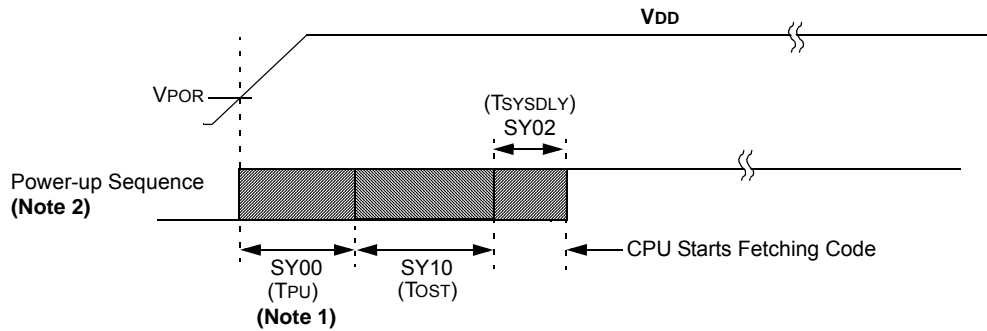 VDD
VPOR
(TSYSDLY)
SY02
Power-up Sequence
(Note 2)
CPU Starts Fetching Code
SY00
(TPU)
(Note 1)
SY10
(TOST)